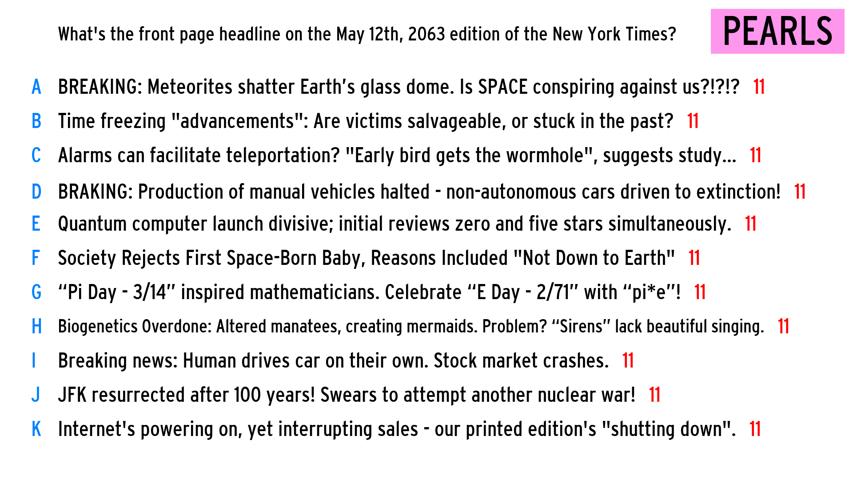 What's the front page headline on the May 12th, 2063 edition of the New York Times?
PEARLS
A BREAKING: Meteorites shatter Earth's glass dome. Is SPACE conspiring against us?!?!? 11
B Time freezing "advancements": Are victims salvageable, or stuck in the past? 11
C Alarms can facilitate teleportation? "Early bird gets the wormhole", suggests study... 11
D BRAKING: Production of manual vehicles halted - non-autonomous cars driven to extinction! 11
E Quantum computer launch divisive; initial reviews zero and five stars simultaneously. 11
F Society Rejects First Space-Born Baby, Reasons Included "Not Down to Earth" 11
G “Pi Day - 3/14” inspired mathematicians. Celebrate “E Day - 2/71” with “pi*e”! 11
H Biogenetics Overdone: Altered manatees, creating mermaids. Problem? “Sirens” lack beautiful singing. 11
I Breaking news: Human drives car on their own. Stock market crashes. 11
J JFK resurrected after 100 years! Swears to attempt another nuclear war! 11
K Internet's powering on, yet interrupting sales - our printed edition's "shutting down". 11